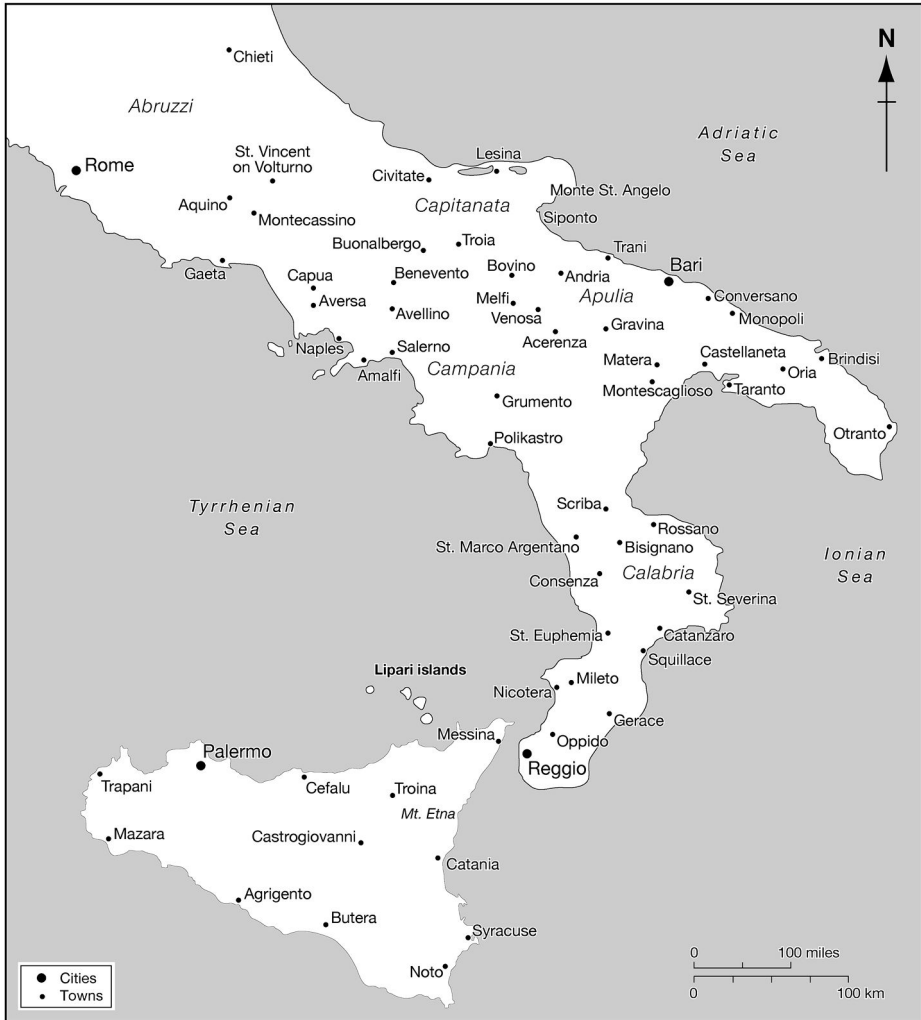 Chieti
N
Abruzzi
Adriatic
Sea
Rome
St. Vincent
on Volturno
Lesina
Civitate
Monte St. Angelo
Aquino
Capitanata
Montecassino
Siponto
Buonalbergo
Troia
Trani
Gaeta
Bari
Capua
Benevento
Bovino
Andria
Aversa
Melfi
Apulia
Conversano
Avellino
Venosa
Monopoli
Gravina
Acerenza
Naples
Salerno
Matera
Castellaneta
Brindisi
Amalfi
Campania
Oria
Montescaglioso
Taranto
Grumento
Otranto
Polikastro
Tyrrhenian
Sea
Scriba
Rossano
St. Marco Argentano
Bisignano
Ionian
Sea
Consenza
Calabria
St. Severina
St. Euphemia
Catanzaro
Squillace
Lipari islands
Mileto
Nicotera
Gerace
Messina
Oppido
Palermo
Reggio
Trapani
Cefalu
Troina
Mt. Etna
Mazara
Castrogiovanni
Catania
Agrigento
Butera
Syracuse
Noto
0 100 miles
0 100 km
Cities
Towns